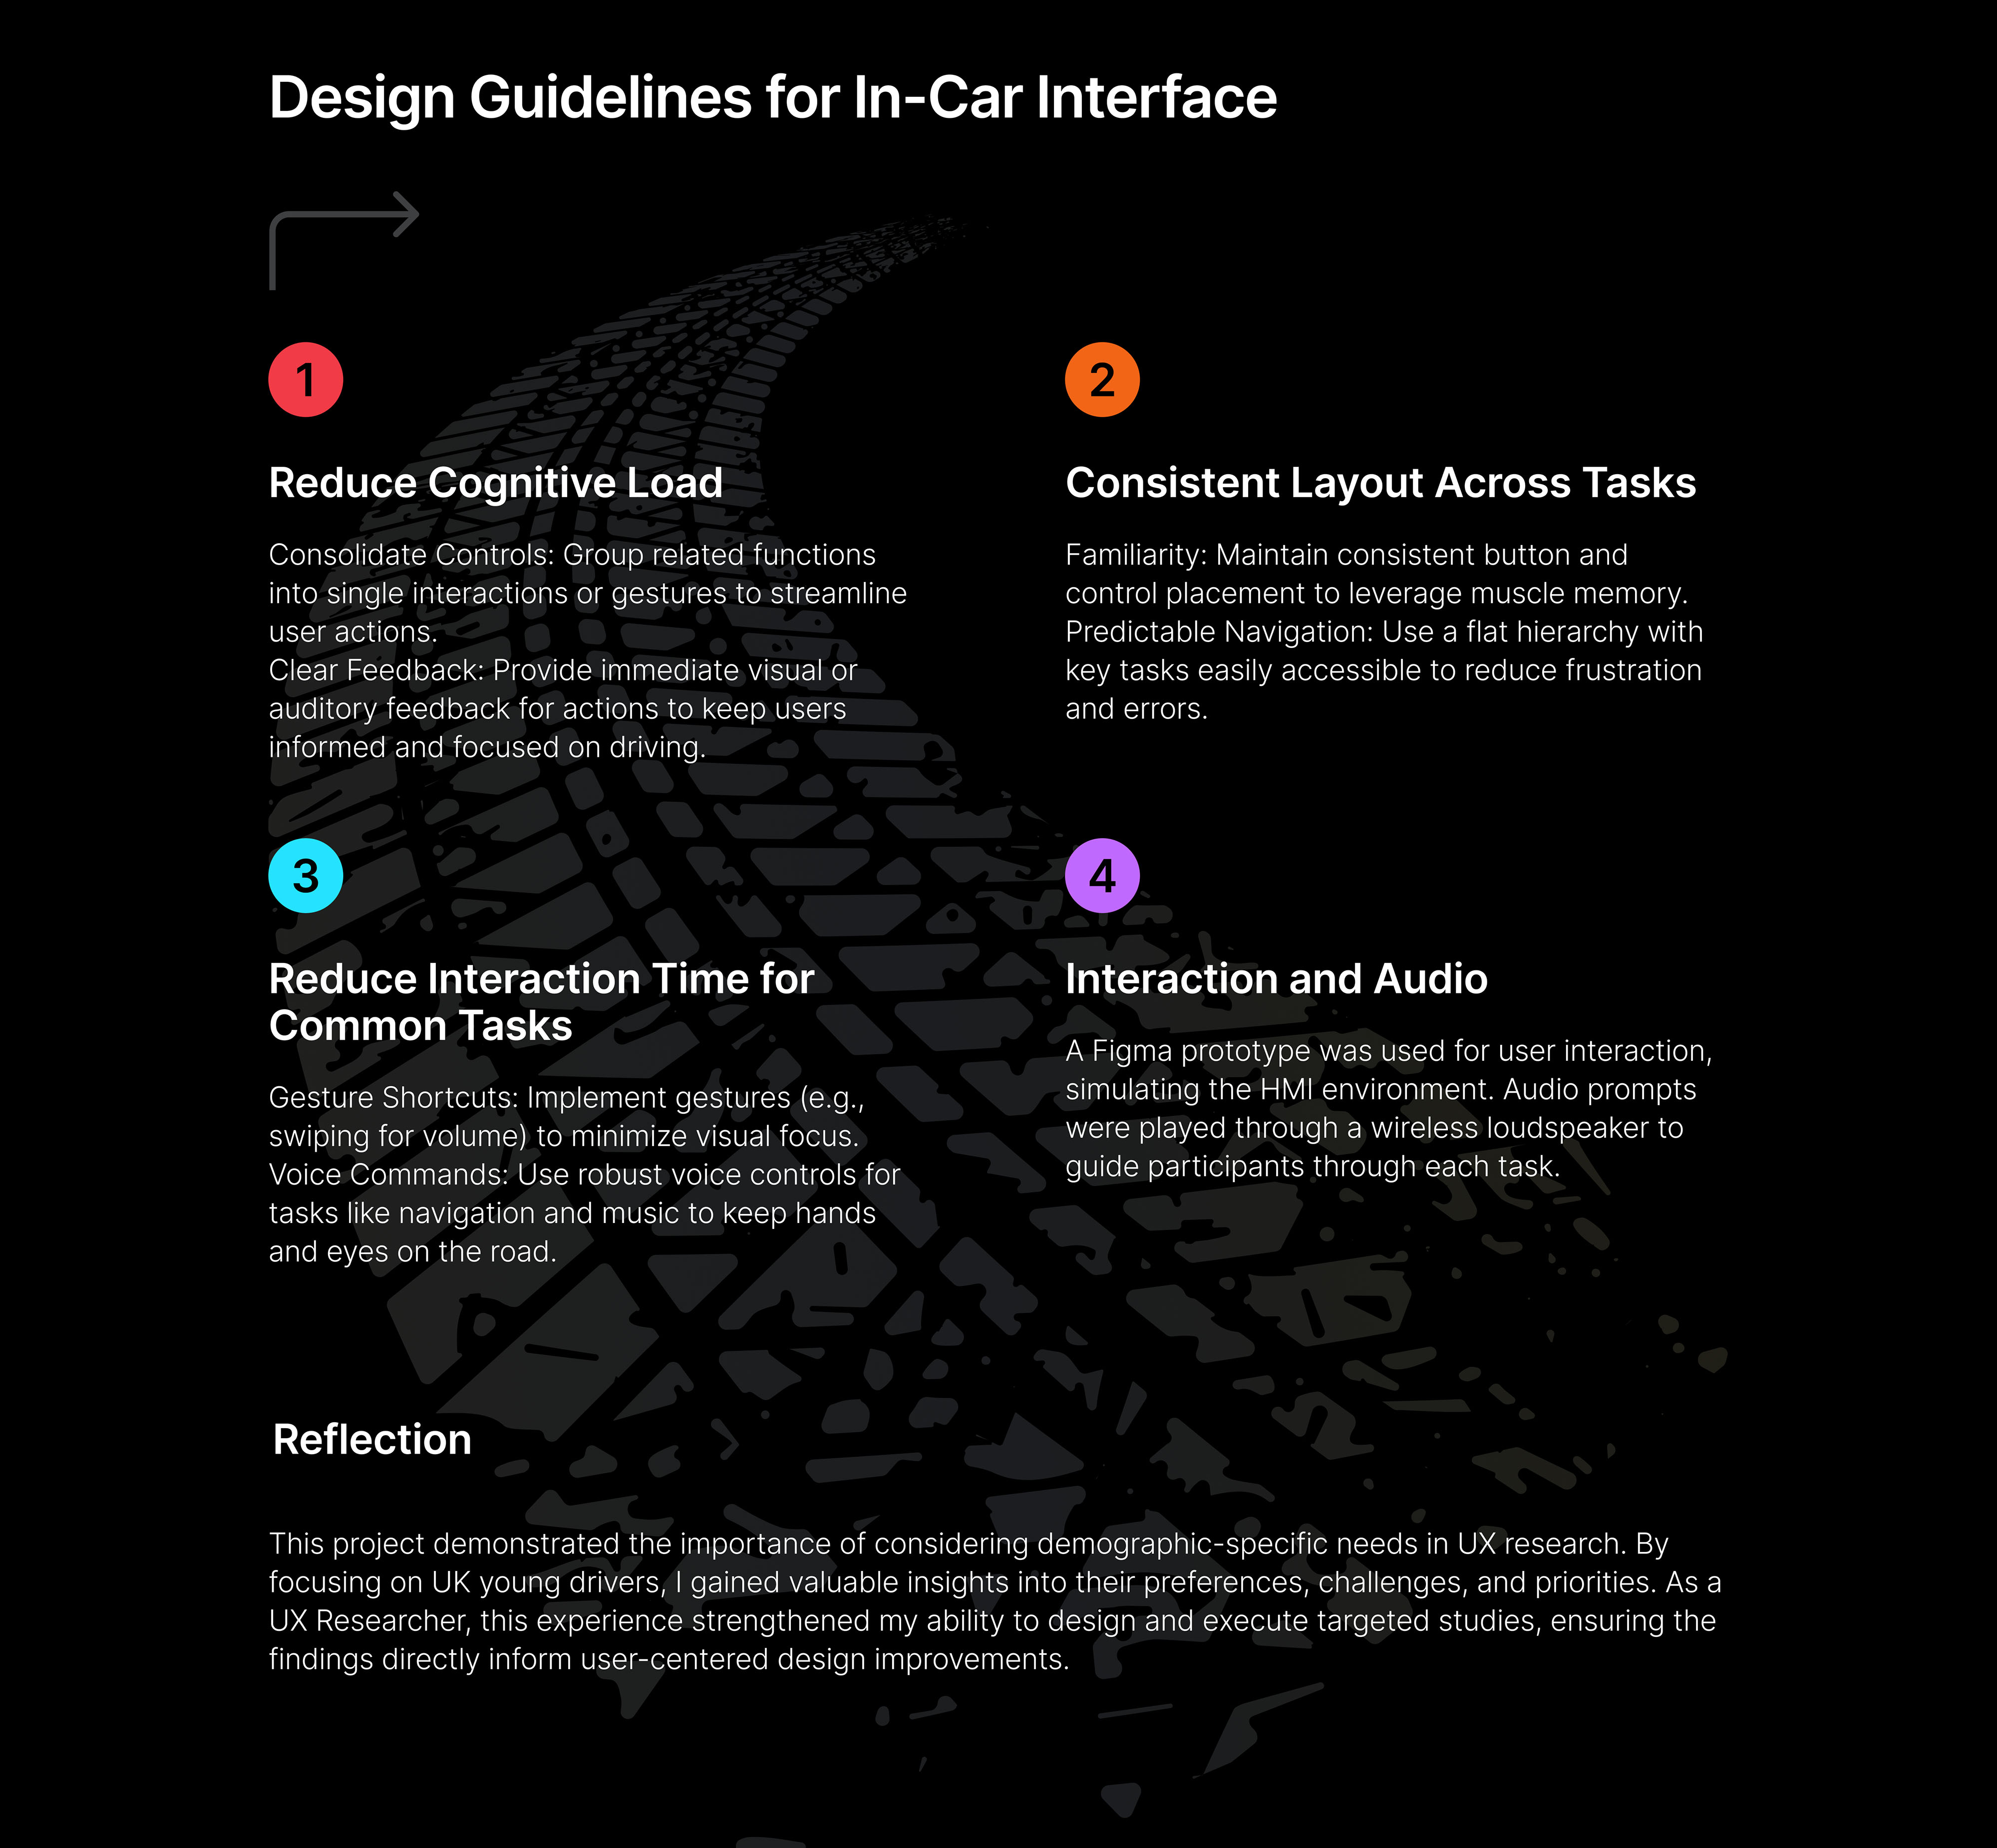 Design Guidelines for In-Car Interface
1
Reduce Cognitive Load
Consolidate Controls: Group related functions
into single interactions or gestures to streamline
user actions.
Clear Feedback: Provide immediate visual or
auditory feedback for actions to keep users
informed and focused on driving.
2
Consistent Layout Across Tasks
Familiarity: Maintain consistent button and
control placement to leverage muscle memory.
Predictable Navigation: Use a flat hierarchy with
key tasks easily accessible to reduce frustration
and errors.
3
Reduce Interaction Time for
Common Tasks
Gesture Shortcuts: Implement gestures (e.g.,
swiping for volume) to minimize visual focus.
Voice Commands: Use robust voice controls for
tasks like navigation and music to keep hands
and eyes on the road.
4
Interaction and Audio
A Figma prototype was used for user interaction,
simulating the HMI environment. Audio prompts
were played through a wireless loudspeaker to
guide participants through each task.
Reflection
This project demonstrated the importance of considering demographic-specific needs in UX research. By
focusing on UK young drivers, I gained valuable insights into their preferences, challenges, and priorities. As a
UX Researcher, this experience strengthened my ability to design and execute targeted studies, ensuring the
findings directly inform user-centered design improvements.